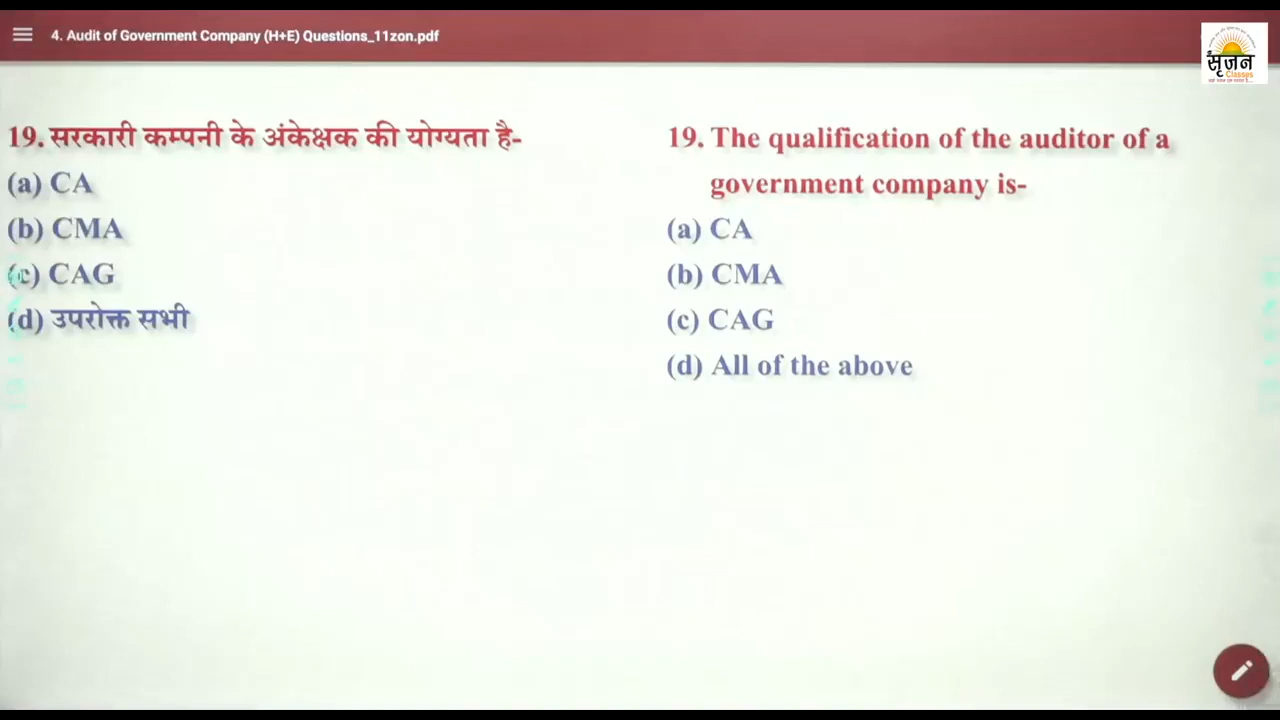 4. Audit of Government Company (H+E) Questions_11zon.pdf
सृजन
Classes
19. सरकारी कम्पनी के अंकेक्षक की योग्यता है-
(a) CA
(b) CMA
(c) CAG
(d) उपरोक्त सभी
19. The qualification of the auditor of a
government company is-
(a) CA
(b) CMA
(c) CAG
(d) All of the above